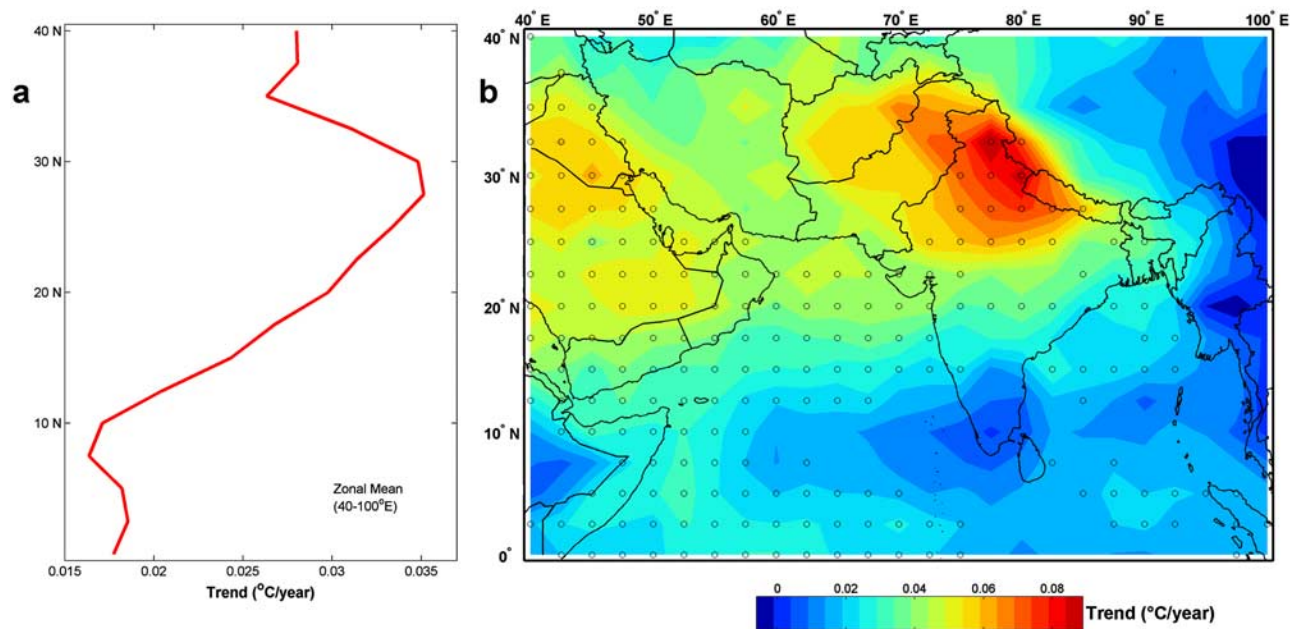 a
40 N
30 N
20 N
10 N
0.015 0.02 0.025 0.03 0.035
Trend (°C/year)
Zonal Mean
(40-100°E)
b
40° E 50° E 60° E 70° E 80° E 90° E 100° E
40° N
30° N
20° N
10° N
0°
0 0.02 0.04 0.06 0.08
Trend (°C/year)